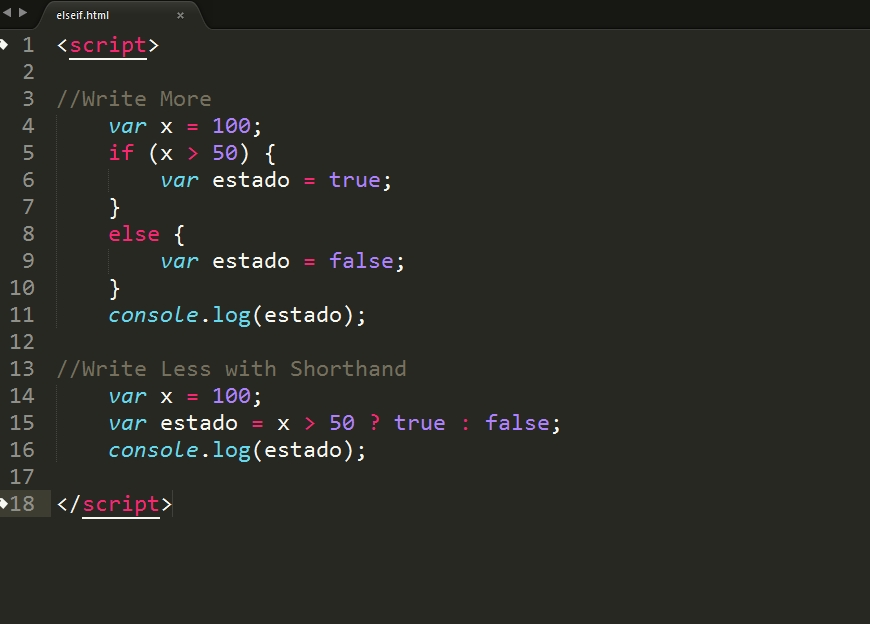 elseif.html ×
1 <script>
2
3 //Write More
4     var x = 100;
5     if (x > 50) {
6         var estado = true;
7     }
8     else {
9         var estado = false;
10     }
11     console.log(estado);
12
13 //Write Less with Shorthand
14     var x = 100;
15     var estado = x > 50 ? true : false;
16     console.log(estado);
17
18 </script>